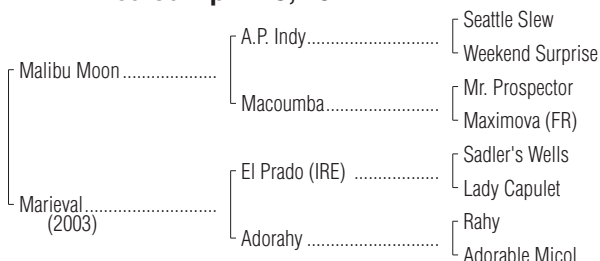 Seattle Slew
A.P. Indy
Weekend Surprise
Malibu Moon
Mr. Prospector
Macoumba
Maximova (FR)
Sadler's Wells
El Prado (IRE)
Lady Capulet
Marieval
(2003)
Rahy
Adorahy
Adorable Micol